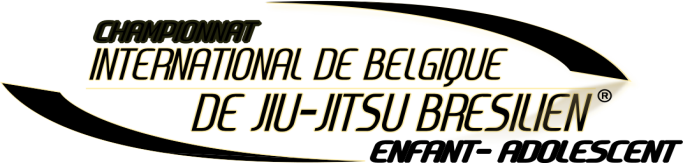 CHAMPIONNAT
INTERNATIONAL DE BELGIQUE
DE JIU-JITSU BRESILIEN®
ENFANT- ADOLESCENT